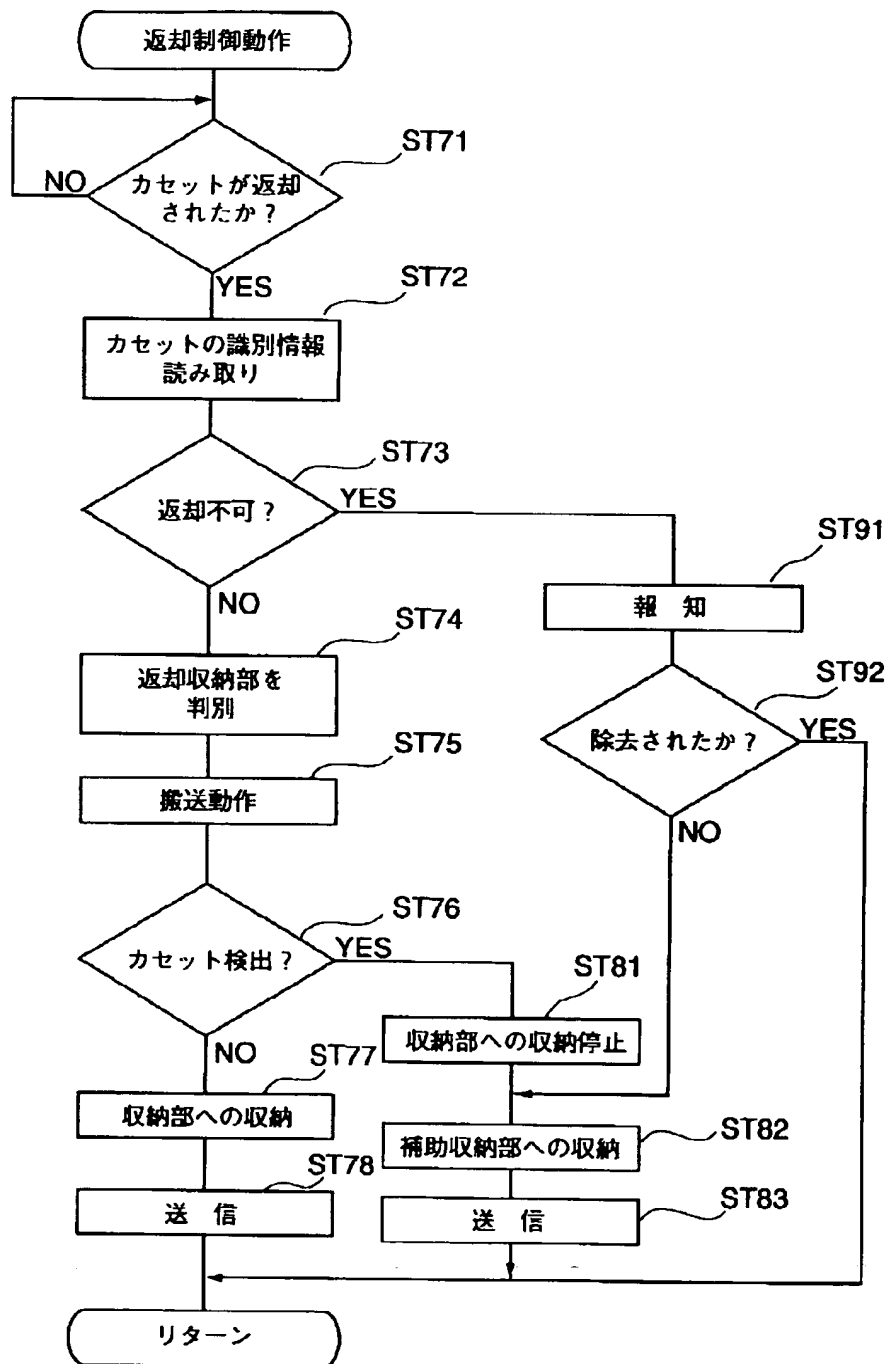 返却制御動作
ST71
NO
カセットが返却
されたか?
YES
ST72
カセットの識別情報
読み取り
ST73
返却不可?
YES
NO
ST91
報 知
ST74
返却収納部を
判別
ST92
除去されたか?
YES
NO
ST75
搬送動作
ST76
カセット検出?
YES
NO
ST81
収納部への収納停止
ST77
収納部への収納
ST82
補助収納部への収納
ST78
送 信
ST83
送 信
リターン